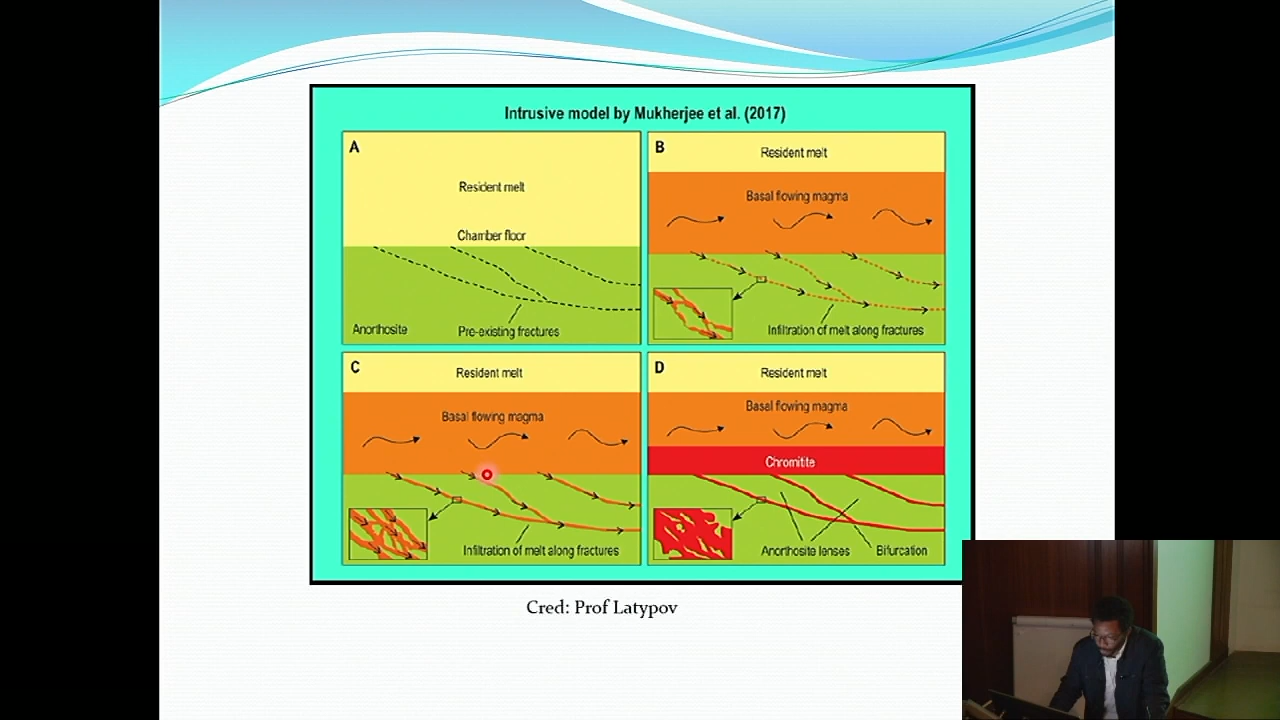 Intrusive model by Mukherjee et al. (2017)
A
Resident melt
Chamber floor
Anorthosite
Pre-existing fractures
B
Resident melt
Basal flowing magma
Infiltration of melt along fractures
C
Resident melt
Basal flowing magma
Infiltration of melt along fractures
D
Resident melt
Basal flowing magma
Chromitite
Anorthosite lenses
Bifurcation
Cred: Prof Latypov